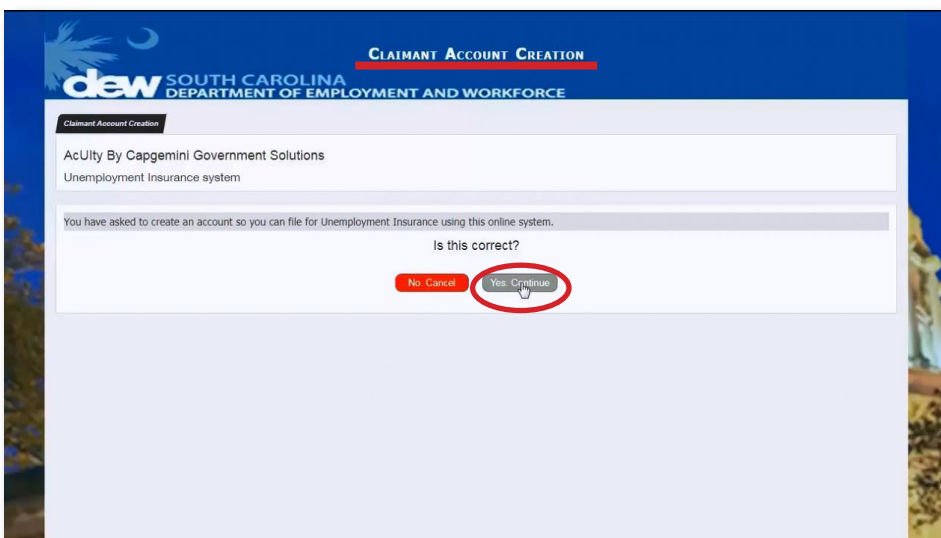 CLAIMANT ACCOUNT CREATION
dew SOUTH CAROLINA
DEPARTMENT OF EMPLOYMENT AND WORKFORCE
Claimant Account Creation
AcUIty By Capgemini Government Solutions
Unemployment Insurance system
You have asked to create an account so you can file for Unemployment Insurance using this online system.
Is this correct?
No. Cancel Yes. Continue